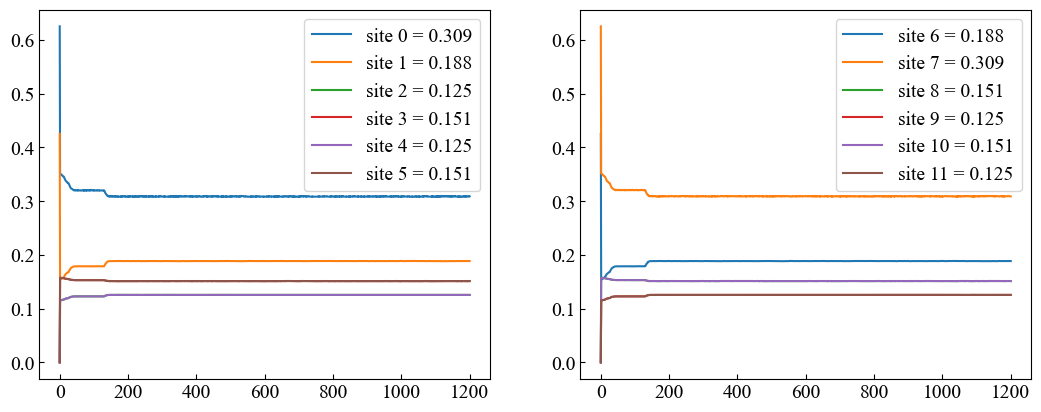 0.6
0.5
0.4
0.3
0.2
0.1
0.0
0 200 400 600 800 1000 1200
site 0 = 0.309
site 1 = 0.188
site 2 = 0.125
site 3 = 0.151
site 4 = 0.125
site 5 = 0.151
0.6
0.5
0.4
0.3
0.2
0.1
0.0
0 200 400 600 800 1000 1200
site 6 = 0.188
site 7 = 0.309
site 8 = 0.151
site 9 = 0.125
site 10 = 0.151
site 11 = 0.125